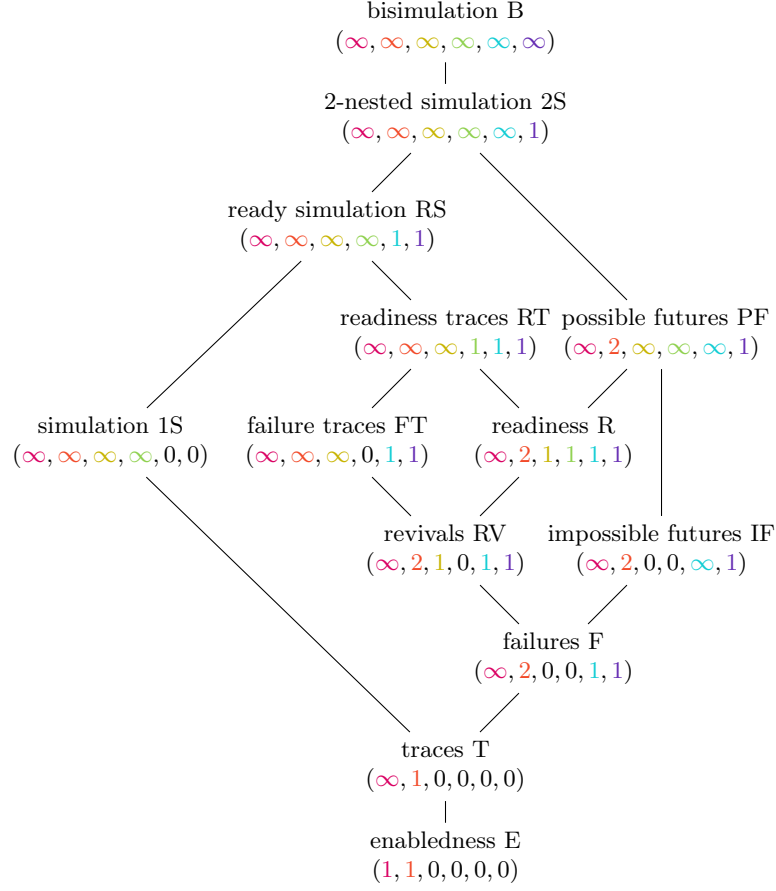 bisimulation B
(∞, ∞, ∞, ∞, ∞, ∞)
2-nested simulation 2S
(∞, ∞, ∞, ∞, ∞, 1)
ready simulation RS
(∞, ∞, ∞, ∞, 1, 1)
readiness traces RT
(∞, ∞, ∞, 1, 1, 1)
possible futures PF
(∞, 2, ∞, ∞, ∞, 1)
simulation 1S
(∞, ∞, ∞, ∞, 0, 0)
failure traces FT
(∞, ∞, ∞, 0, 1, 1)
readiness R
(∞, 2, 1, 1, 1, 1)
revivals RV
(∞, 2, 1, 0, 1, 1)
impossible futures IF
(∞, 2, 0, 0, ∞, 1)
failures F
(∞, 2, 0, 0, 1, 1)
traces T
(∞, 1, 0, 0, 0, 0)
enabledness E
(1, 1, 0, 0, 0, 0)